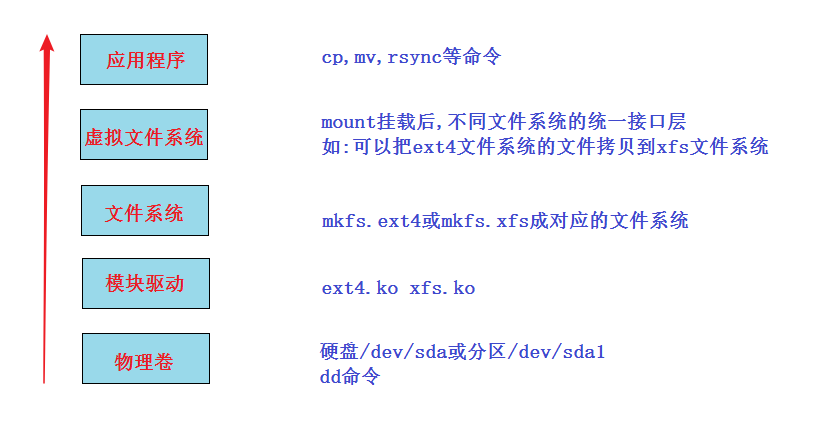 应用程序
cp,mv,rsync等命令
虚拟文件系统
mount挂载后,不同文件系统的统一接口层
如:可以把ext4文件系统的文件拷贝到xfs文件系统
文件系统
mkfs.ext4或mkfs.xfs成对应的文件系统
模块驱动
ext4.ko xfs.ko
物理卷
硬盘/dev/sda或分区/dev/sda1
dd命令